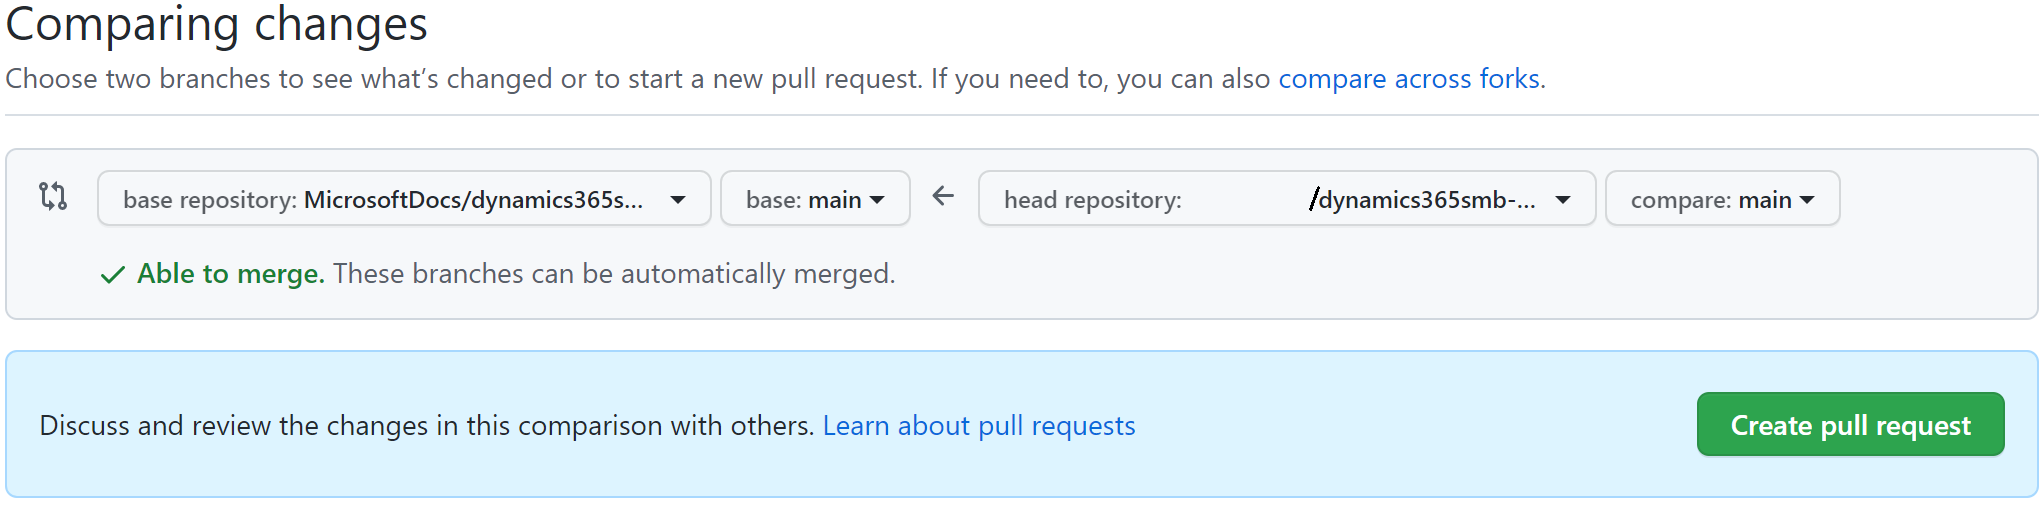 Comparing changes
Choose two branches to see what’s changed or to start a new pull request. If you need to, you can also compare across forks.
base repository: MicrosoftDocs/dynamics365s... base: main head repository: /dynamics365smb-... compare: main
Able to merge. These branches can be automatically merged.
Discuss and review the changes in this comparison with others. Learn about pull requests Create pull request